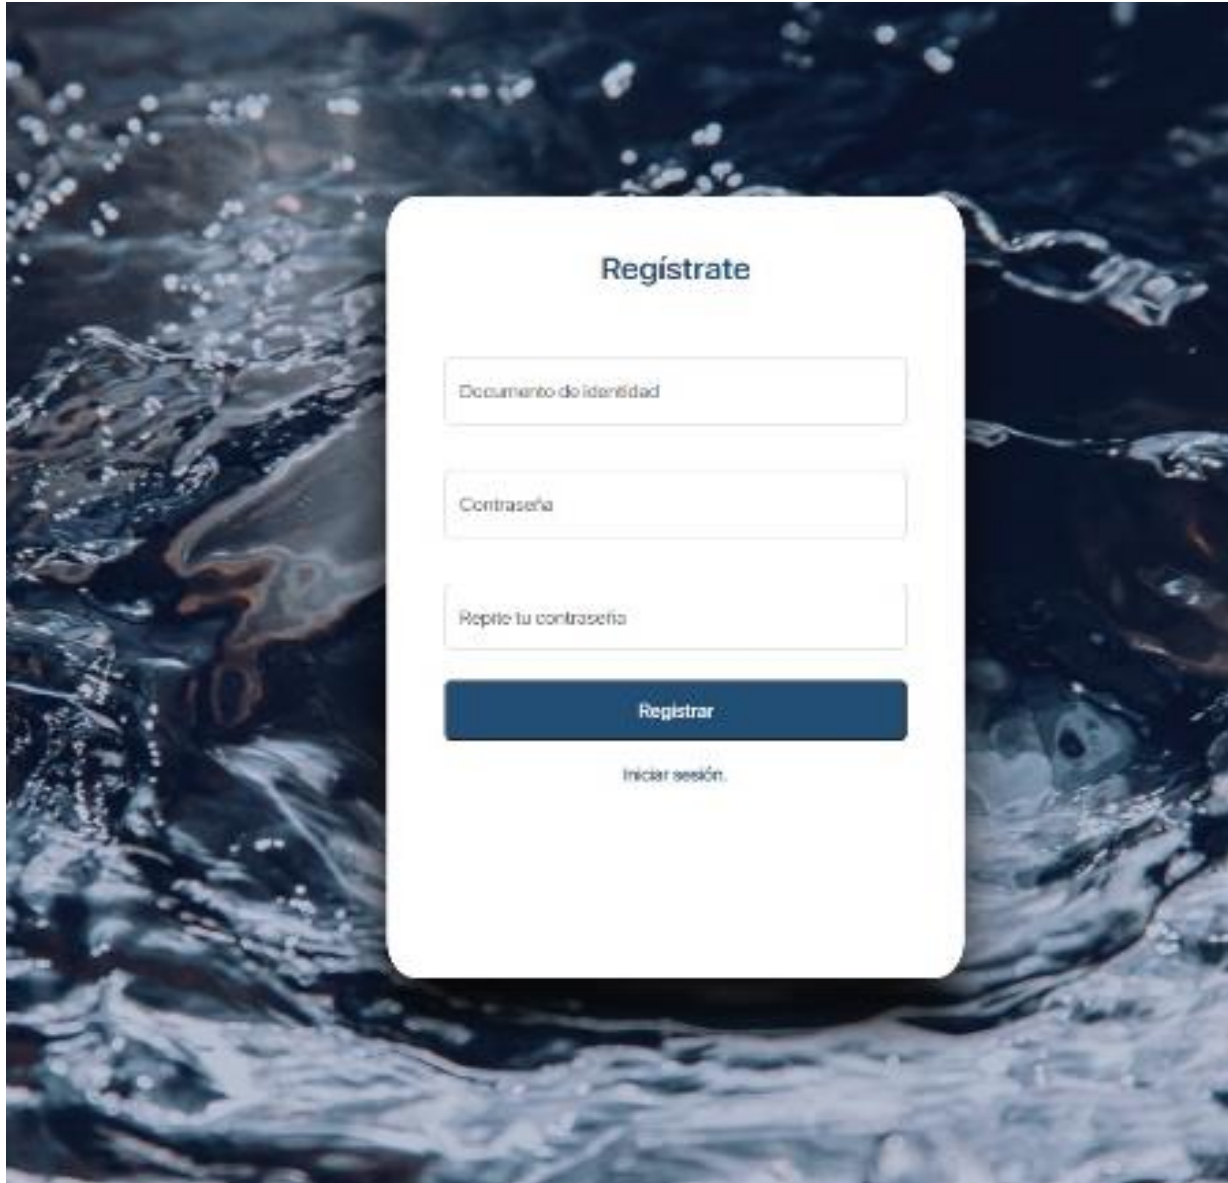 Regístrate
Documento de identidad
Contraseña
Repite tu contraseña
Registrar
Iniciar sesión.